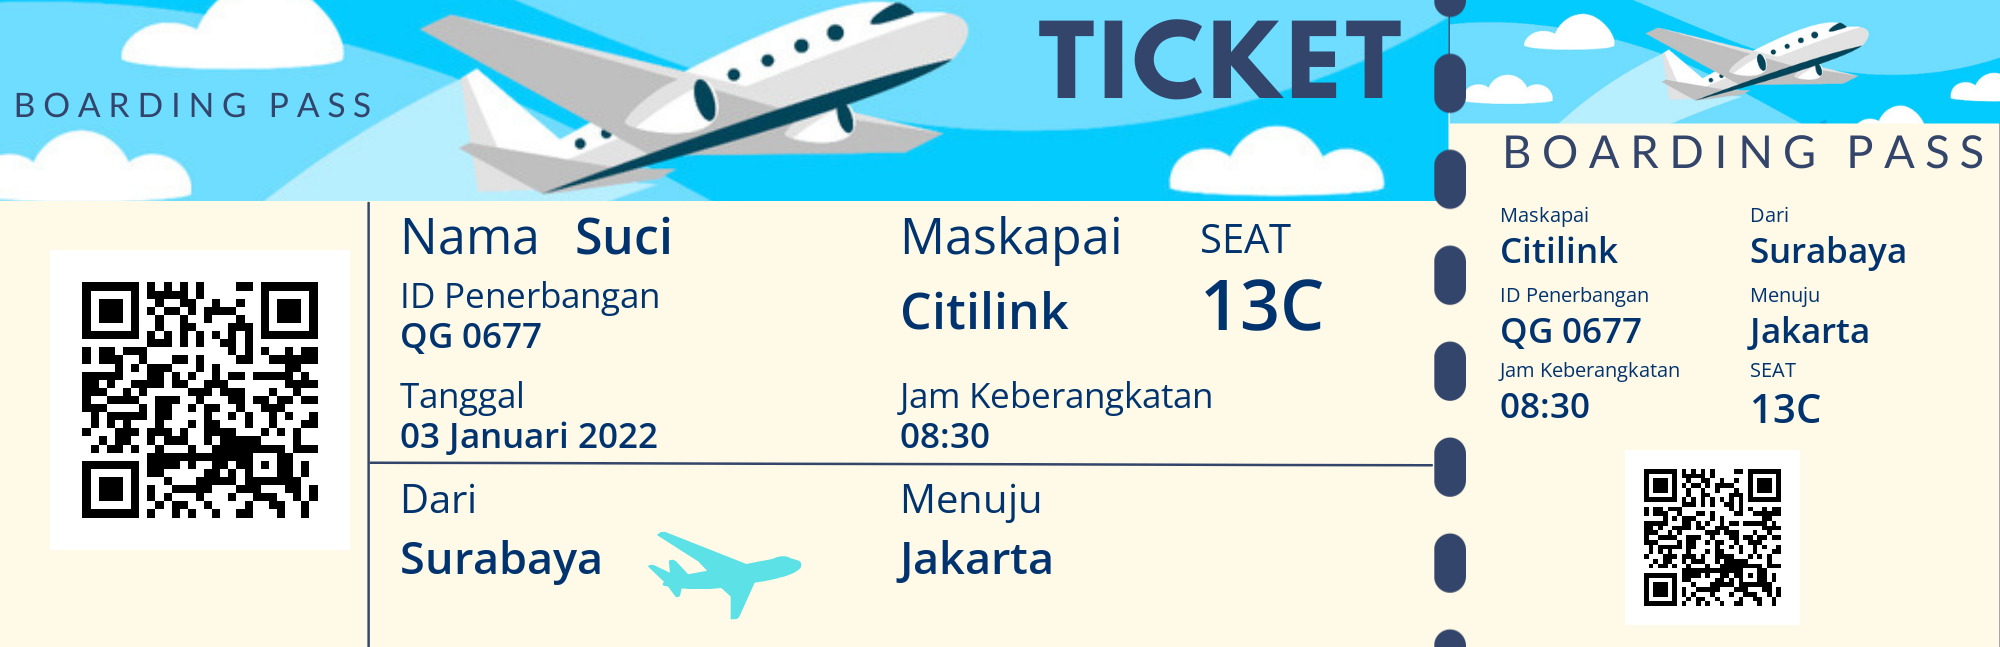 BOARDING PASS
TICKET
Nama Suci
ID Penerbangan
QG 0677
Tanggal
03 Januari 2022
Maskapai
Citilink
SEAT
13C
Jam Keberangkatan
08:30
Dari
Surabaya
Menuju
Jakarta
BOARDING PASS
Maskapai
Citilink
Dari
Surabaya
ID Penerbangan
QG 0677
Menuju
Jakarta
Jam Keberangkatan
08:30
SEAT
13C